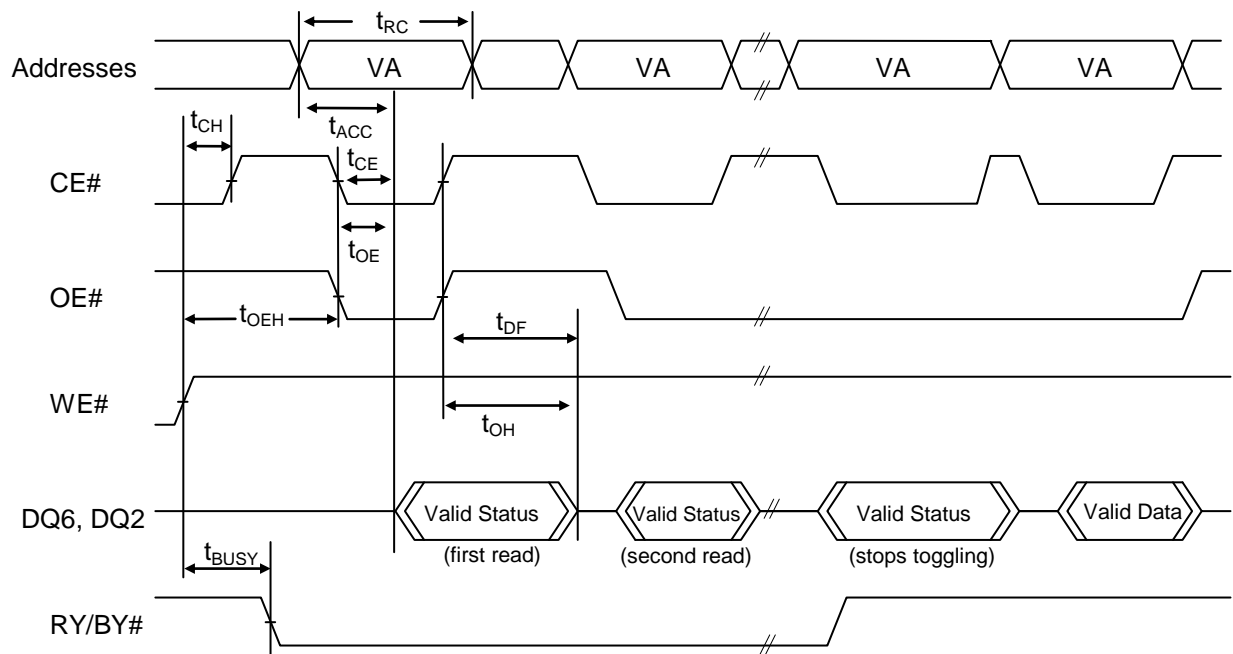 tRC
Addresses VA VA VA VA
tACC
tCH
tCE
CE#
tOE
OE#
tOEH
tDF
WE#
tOH
DQ6, DQ2 Valid Status Valid Status Valid Status Valid Data
(first read) (second read) (stops toggling)
tBUSY
RY/BY#